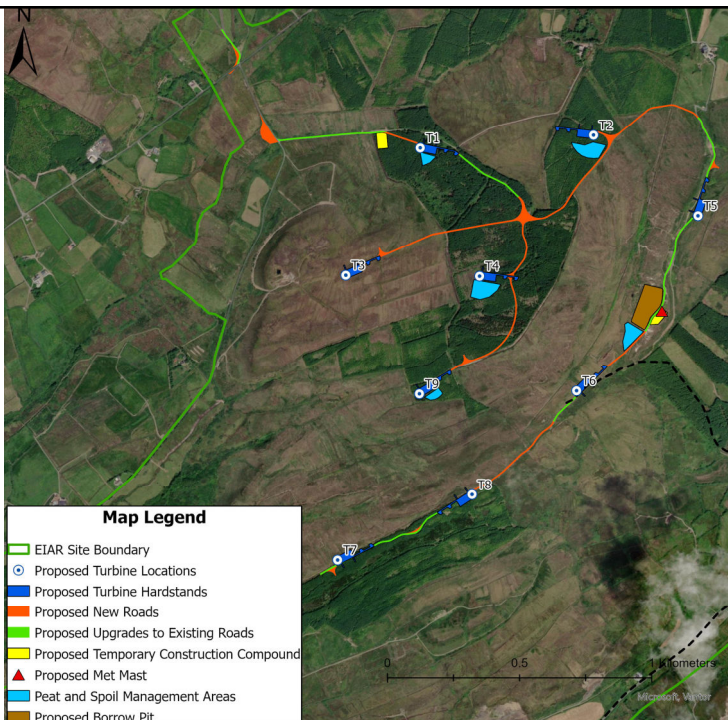 N
T1
T2
T5
T3
T4
T9
T6
T8
T7
Map Legend
EIAR Site Boundary
Proposed Turbine Locations
Proposed Turbine Hardstands
Proposed New Roads
Proposed Upgrades to Existing Roads
Proposed Temporary Construction Compound
Proposed Met Mast
Peat and Spoil Management Areas
Proposed Borrow Pit
0 0.5 1 Kilometers
Microsoft, Vantor